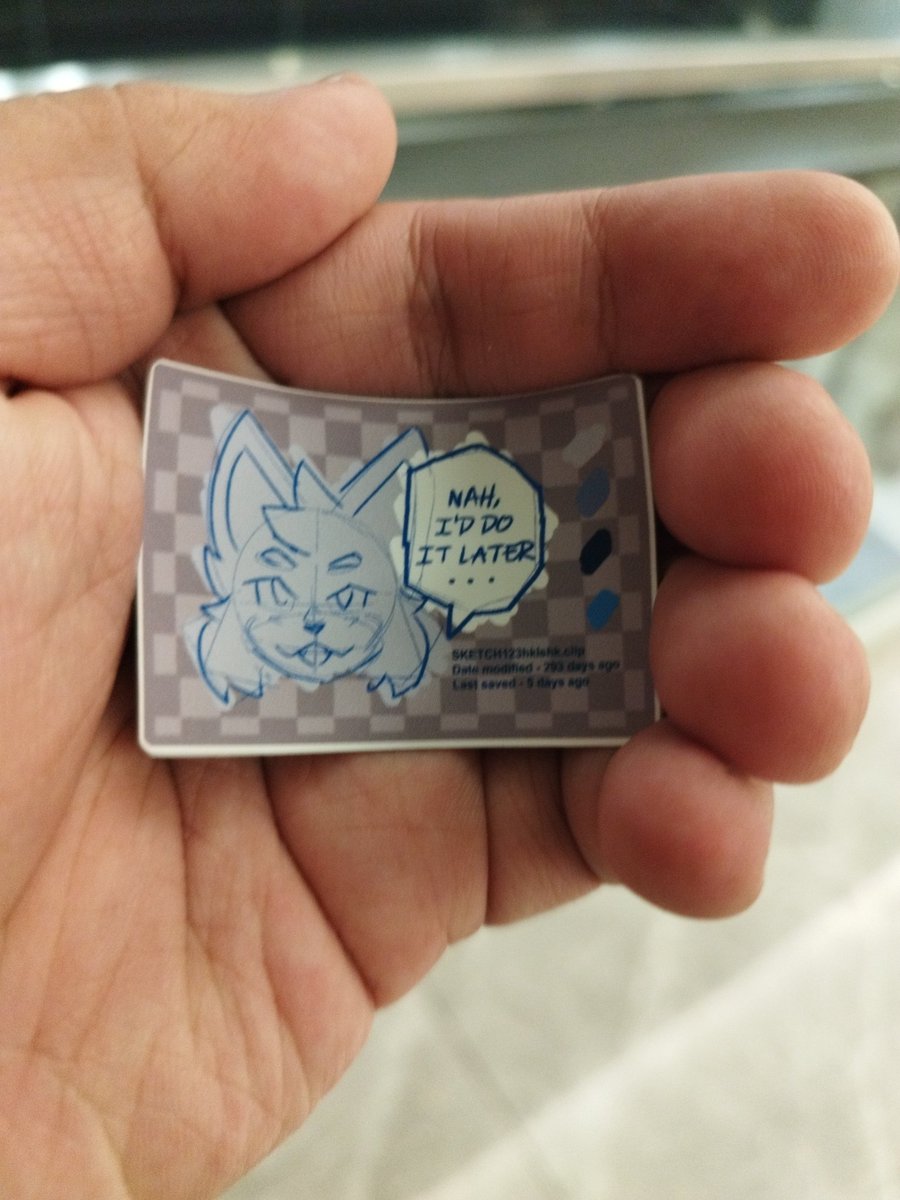 NAH,
I'D DO
IT LATER
...
SKETCH123hklehk.clip
Date modified - 293 days ago
Last saved - 5 days ago